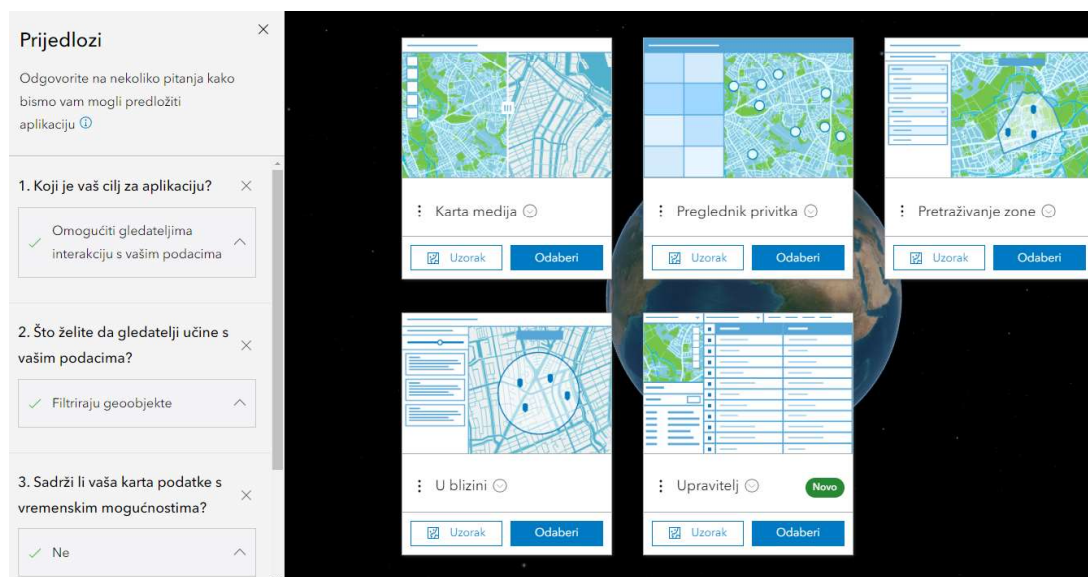 Prijedlozi
Odgovorite na nekoliko pitanja kako
bismo vam mogli predložiti
aplikaciju
1. Koji je vaš cilj za aplikaciju?
Omogućiti gledateljima
interakciju s vašim podacima
2. Što želite da gledatelji učine s
vašim podacima?
Filtriraju geoobjekte
3. Sadrži li vaša karta podatke s
vremenskim mogućnostima?
Ne
Karta medija
Uzorak
Odaberi
Preglednik privitka
Uzorak
Odaberi
Pretraživanje zone
Uzorak
Odaberi
U blizini
Uzorak
Odaberi
Upravitelj
Novo
Uzorak
Odaberi